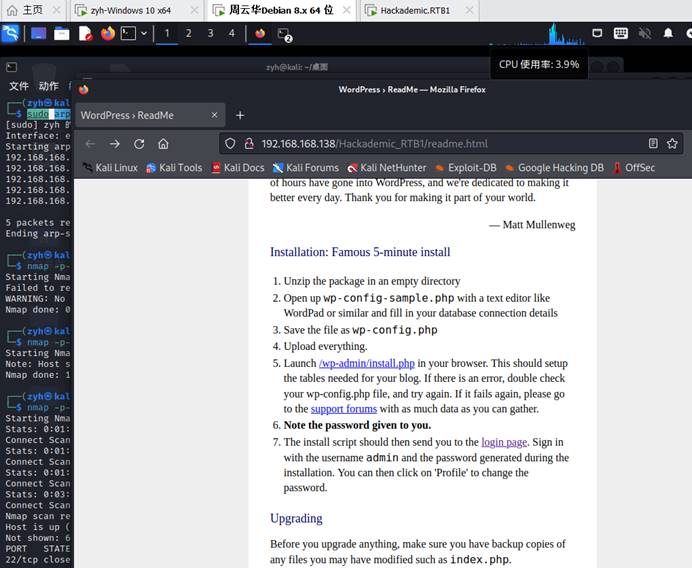 主页
zyh-Windows 10 x64
周云华Debian 8.x 64 位
Hackademic.RTB1
1 2 3 4
2
zyh@kali: ~/桌面
CPU 使用率: 3.9%
文件 动作
WordPress › ReadMe — Mozilla Firefox
WordPress › ReadMe
192.168.168.138/Hackademic_RTB1/readme.html
Kali Linux
Kali Tools
Kali Docs
Kali Forums
Kali NetHunter
Exploit-DB
Google Hacking DB
OffSec
(zyh㉿kal
$ sudo arp
[sudo] zyh
Interface: e
Starting arp
192.168.168.
192.168.168.
192.168.168.
192.168.168.
192.168.168.
5 packets re
Ending arp-s
(zyh㉿kal
$ nmap -p-
Starting Nma
Failed to re
WARNING: No
Nmap done: 0
(zyh㉿kal
$ nmap -p-
Starting Nma
Note: Host s
Nmap done: 1
(zyh㉿kal
$ nmap -p-
Starting Nma
Stats: 0:01:
Connect Scan
Stats: 0:01:
Connect Scan
Stats: 0:01:
Connect Scan
Stats: 0:03:
Connect Scan
Nmap scan re
Host is up (
Not shown: 6
PORT STATE
22/tcp close
of hours have gone into WordPress, and we're dedicated to making it
better every day. Thank you for making it part of your world.
— Matt Mullenweg
Installation: Famous 5-minute install
1. Unzip the package in an empty directory
2. Open up wp-config-sample.php with a text editor like
WordPad or similar and fill in your database connection details
3. Save the file as wp-config.php
4. Upload everything.
5. Launch /wp-admin/install.php in your browser. This should setup
the tables needed for your blog. If there is an error, double check
your wp-config.php file, and try again. If it fails again, please go
to the support forums with as much data as you can gather.
6. Note the password given to you.
7. The install script should then send you to the login page. Sign in
with the username admin and the password generated during the
installation. You can then click on 'Profile' to change the
password.
Upgrading
Before you upgrade anything, make sure you have backup copies of
any files you may have modified such as index.php.